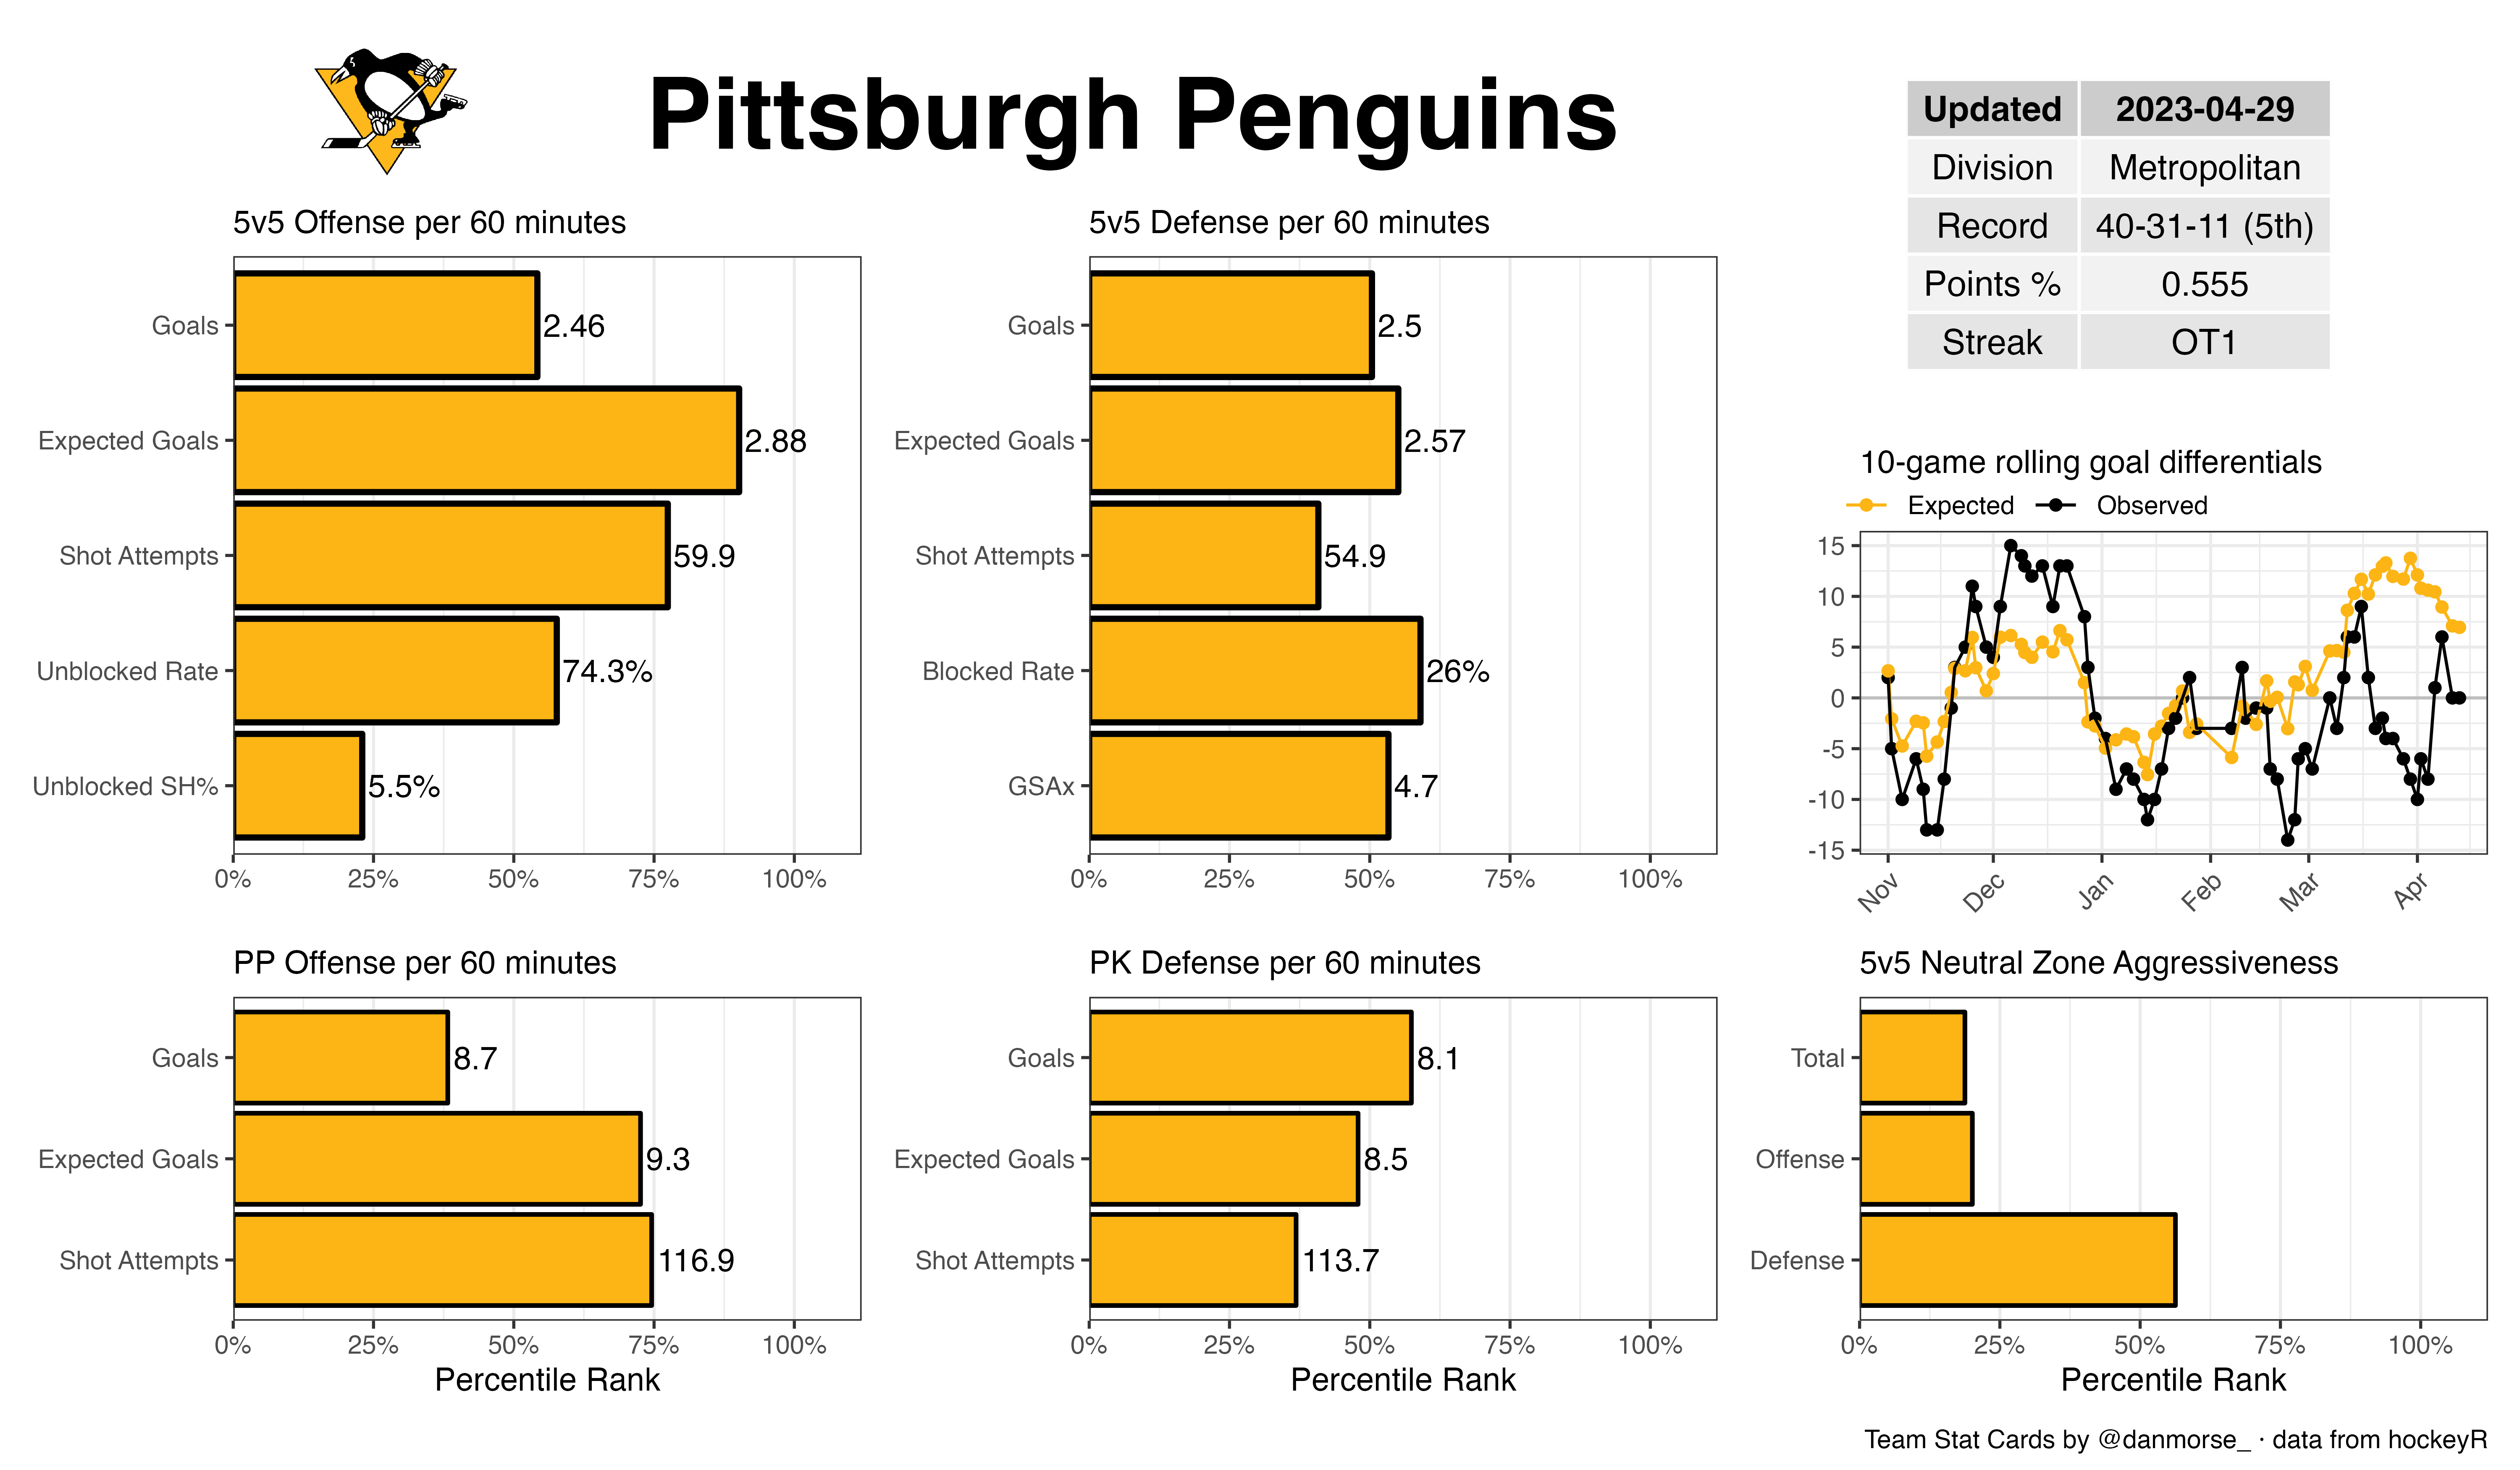 Pittsburgh Penguins
Updated 2023-04-29
Division Metropolitan
Record 40-31-11 (5th)
Points % 0.555
Streak OT1
5v5 Offense per 60 minutes
Goals 2.46
Expected Goals 2.88
Shot Attempts 59.9
Unblocked Rate 74.3%
Unblocked SH% 5.5%
0% 25% 50% 75% 100%
5v5 Defense per 60 minutes
Goals 2.5
Expected Goals 2.57
Shot Attempts 54.9
Blocked Rate 26%
GSAx 4.7
0% 25% 50% 75% 100%
10-game rolling goal differentials
Expected Observed
15
10
5
0
-5
-10
-15
Nov Dec Jan Feb Mar Apr
PP Offense per 60 minutes
Goals 8.7
Expected Goals 9.3
Shot Attempts 116.9
0% 25% 50% 75% 100%
Percentile Rank
PK Defense per 60 minutes
Goals 8.1
Expected Goals 8.5
Shot Attempts 113.7
0% 25% 50% 75% 100%
Percentile Rank
5v5 Neutral Zone Aggressiveness
Total
Offense
Defense
0% 25% 50% 75% 100%
Percentile Rank
Team Stat Cards by @danmorse_ · data from hockeyR